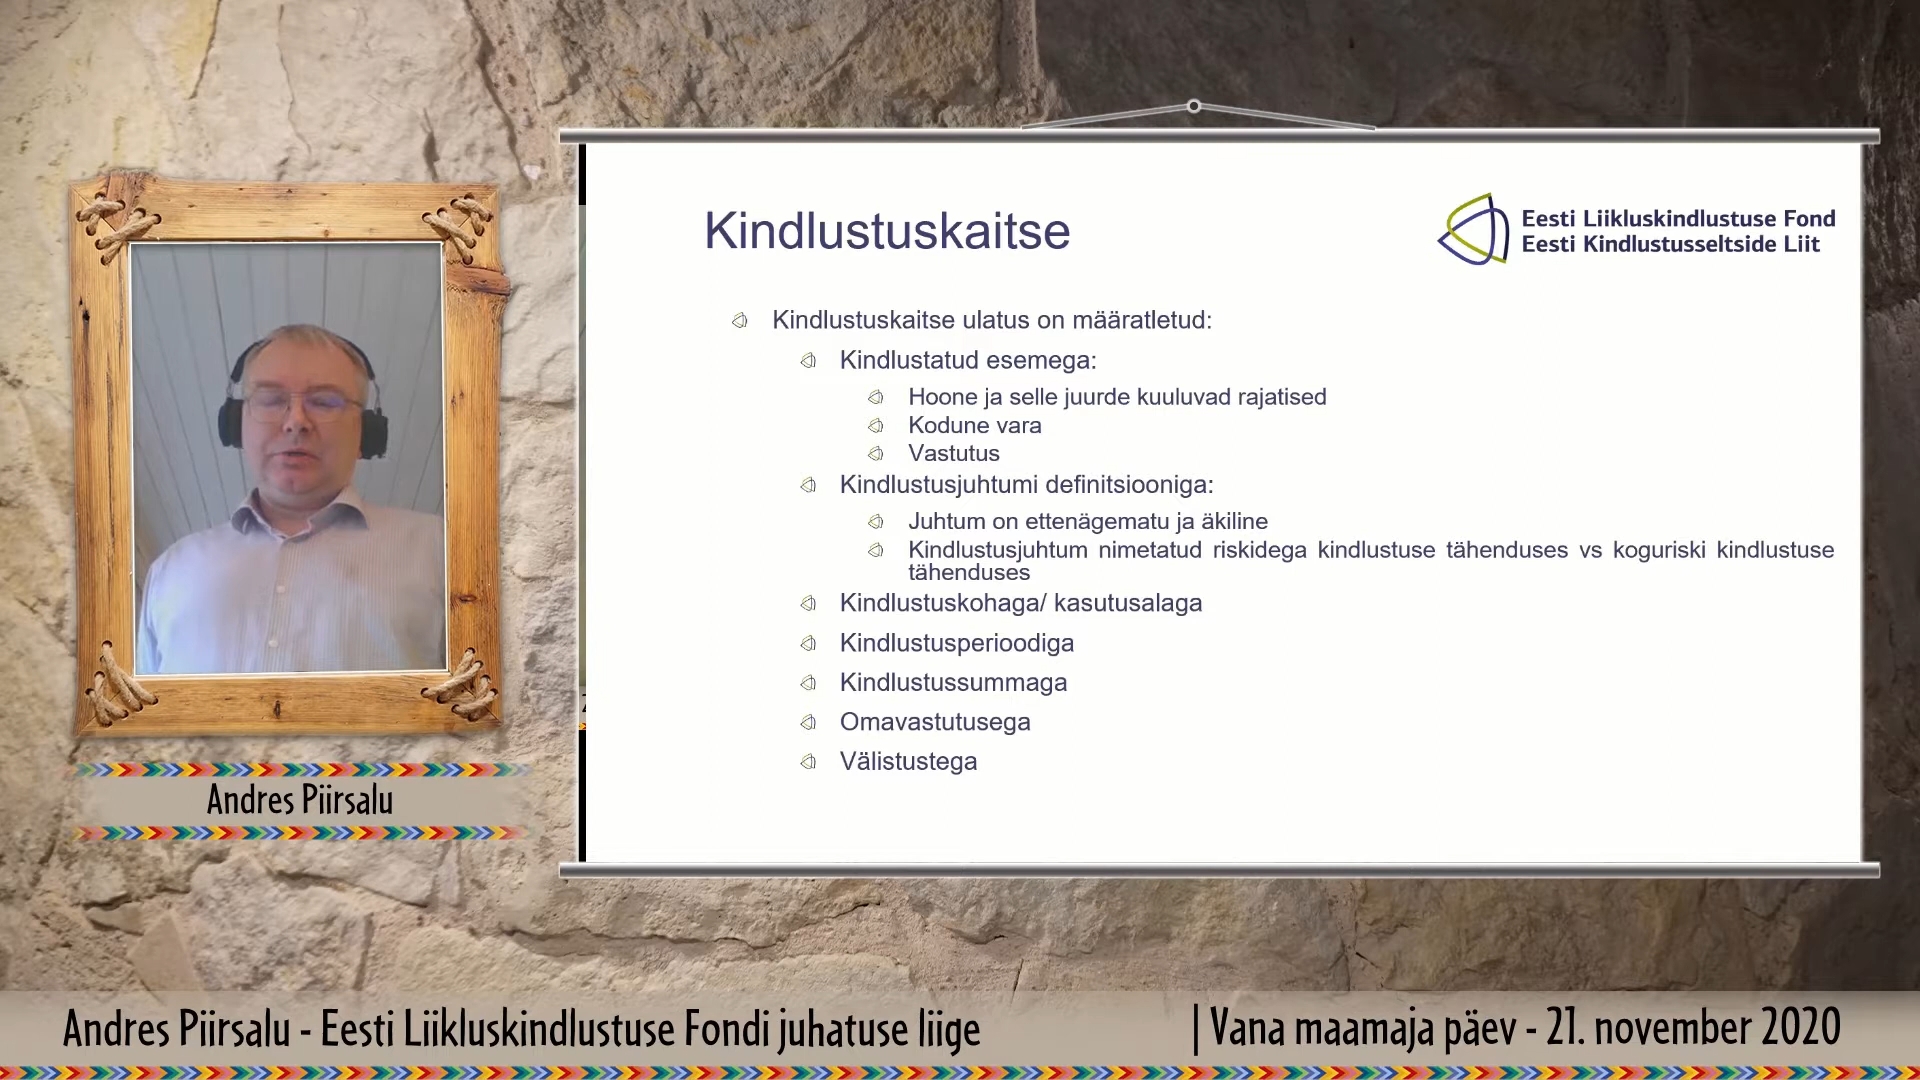 Kindlustuskaitse
Eesti Liikluskindlustuse Fond
Eesti Kindlustusseltside Liit
Kindlustuskaitse ulatus on määratletud:
Kindlustatud esemega:
Hoone ja selle juurde kuuluvad rajatised
Kodune vara
Vastutus
Kindlustusjuhtumi definitsiooniga:
Juhtum on ettenägematu ja äkiline
Kindlustusjuhtum nimetatud riskidega kindlustuse tähenduses vs koguriski kindlustuse
tähenduses
Kindlustuskohaga/ kasutusalaga
Kindlustusperioodiga
Kindlustussummaga
Omavastutusega
Välistustega
Andres Piirsalu
Andres Piirsalu - Eesti Liikluskindlustuse Fondi juhatuse liige
| Vana maamaja päev - 21. november 2020